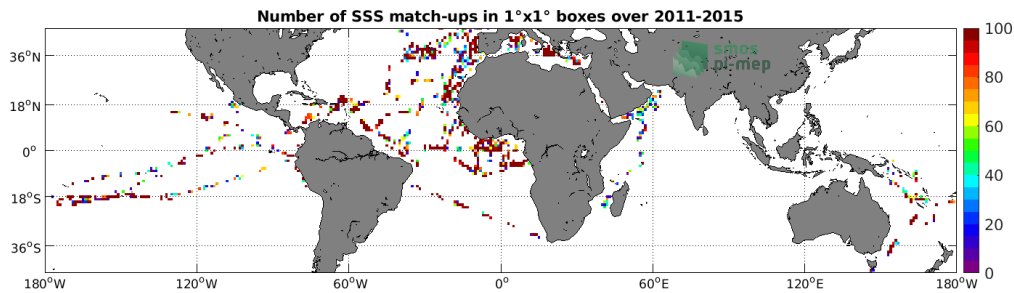 Number of SSS match-ups in 1°x1° boxes over 2011-2015
smos
pi-mep
36°N
18°N
0°
18°S
36°S
180°W
120°W
60°W
0°
60°E
120°E
180°W
100
80
60
40
20
0